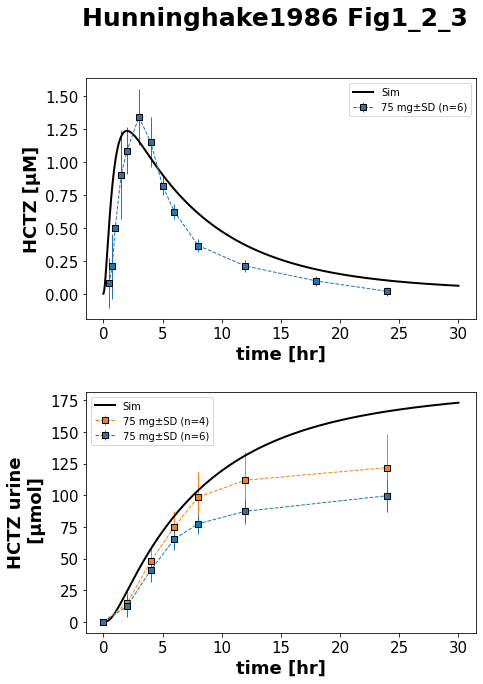 Hunninghake1986 Fig1_2_3
HCTZ [µM]
1.50
1.25
1.00
0.75
0.50
0.25
0.00
Sim
75 mg±SD (n=6)
0 5 10 15 20 25 30
time [hr]
HCTZ urine
[µmol]
175
150
125
100
75
50
25
0
Sim
75 mg±SD (n=4)
75 mg±SD (n=6)
0 5 10 15 20 25 30
time [hr]